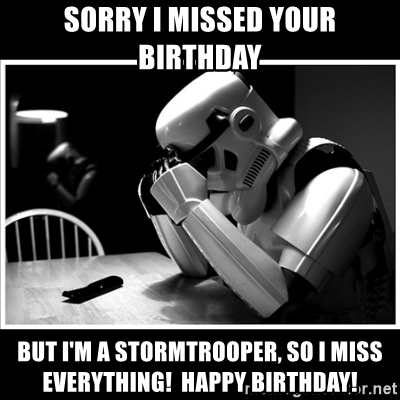 SORRY I MISSED YOUR
BIRTHDAY
BUT I'M A STORMTROOPER, SO I MISS
EVERYTHING! HAPPY BIRTHDAY!